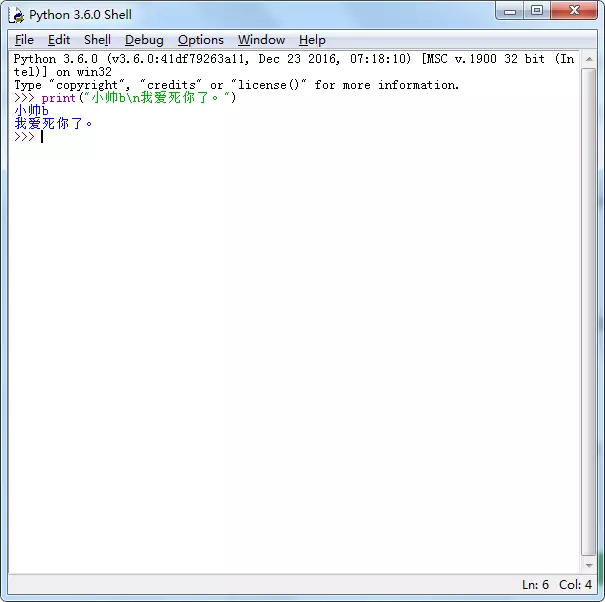 Python 3.6.0 Shell
File Edit Shell Debug Options Window Help
Python 3.6.0 (v3.6.0:41df79263a11, Dec 23 2016, 07:18:10) [MSC v.1900 32 bit (In
tel)] on win32
Type "copyright", "credits" or "license()" for more information.
>>> print("小帅b\n我爱死你了。")
小帅b
我爱死你了。
>>>
Ln: 6 Col: 4